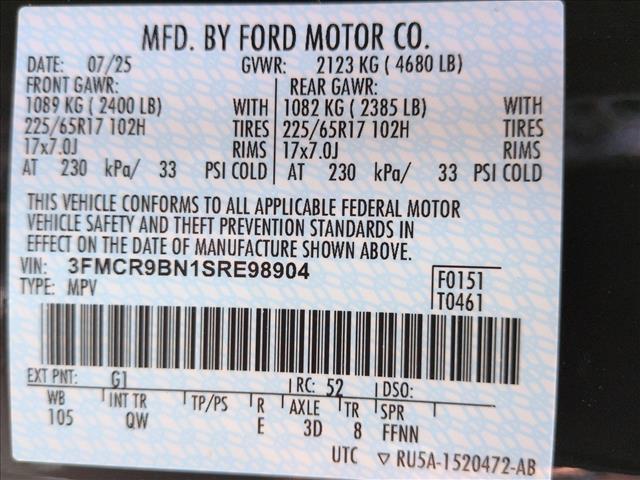 MFD. BY FORD MOTOR CO.
DATE: 07/25 GVWR: 2123 KG ( 4680 LB)
FRONT GAWR: REAR GAWR:
1089 KG ( 2400 LB) WITH 1082 KG ( 2385 LB) WITH
225/65R17 102H TIRES 225/65R17 102H TIRES
17x7.0J RIMS 17x7.0J RIMS
AT 230 kPa/ 33 PSI COLD AT 230 kPa/ 33 PSI COLD
THIS VEHICLE CONFORMS TO ALL APPLICABLE FEDERAL MOTOR
VEHICLE SAFETY AND THEFT PREVENTION STANDARDS IN
EFFECT ON THE DATE OF MANUFACTURE SHOWN ABOVE.
VIN: 3FMCR9BN1SRE98904
TYPE: MPV
F0151
T0461
EXT PNT: G1 RC: 52 DSO:
WB INT TR TP/PS R AXLE TR SPR
105 QW E 3D 8 FFNN
UTC ▽ RU5A-1520472-AB